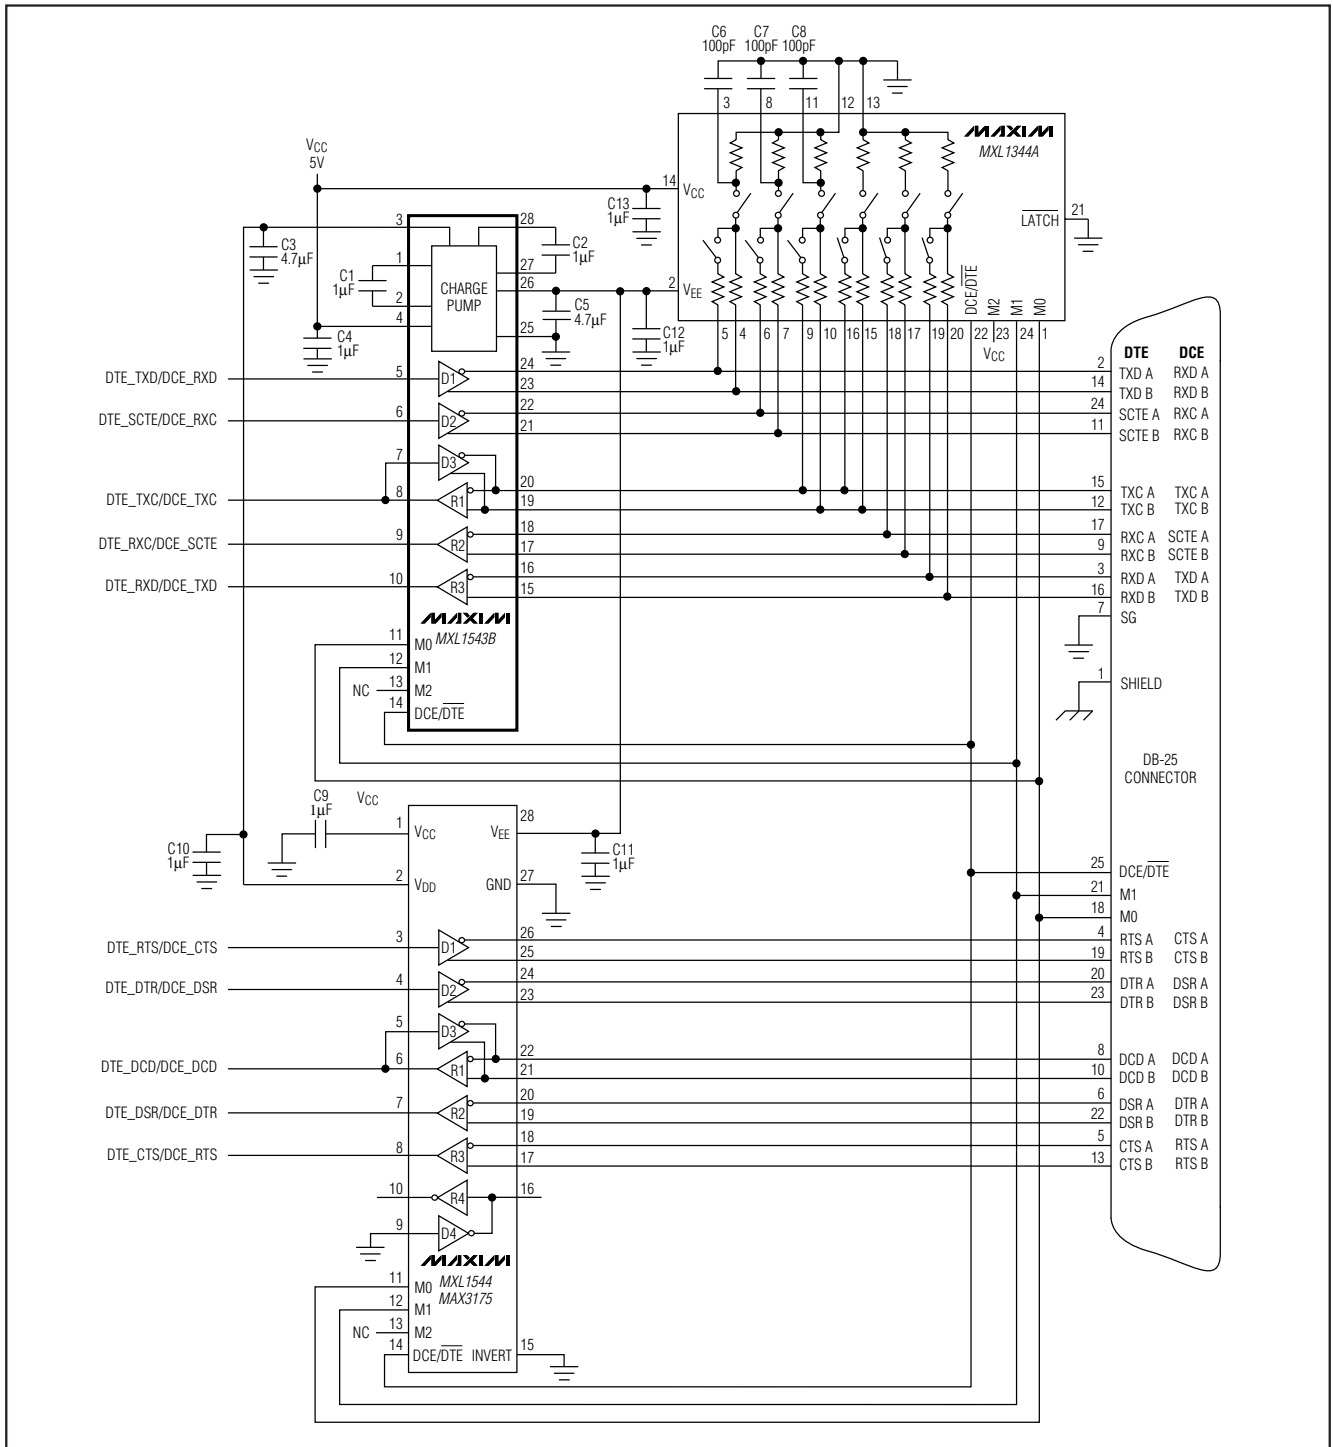 C6 C7 C8
100pF 100pF 100pF
3 8 11 12 13
MAXIM
MXL1344A
VCC
5V
14 VCC
C13
1µF
LATCH 21
3 28
C3
4.7µF
C2
1µF
1 27
C1
1µF
CHARGE
PUMP
26 2 VEE
2
C5
4.7µF
4 25
C4
1µF
C12
1µF
DCE/DTE M2 M1 M0
5 4 6 7 9 10 16 15 18 17 19 20 22 23 24 1
VCC
DTE DCE
DTE_TXD/DCE_RXD 5 D1 24 2 TXD A RXD A
23 14 TXD B RXD B
DTE_SCTE/DCE_RXC 6 D2 22 24 SCTE A RXC A
21 11 SCTE B RXC B
7 D3
DTE_TXC/DCE_TXC 8 R1 20 15 TXC A TXC A
19 12 TXC B TXC B
DTE_RXC/DCE_SCTE 9 R2 18 17 RXC A SCTE A
17 9 RXC B SCTE B
DTE_RXD/DCE_TXD 10 R3 16 3 RXD A TXD A
15 16 RXD B TXD B
7 SG
MAXIM
MXL1543B
11 M0
12 M1
NC 13 M2
14 DCE/DTE
1 SHIELD
DB-25
CONNECTOR
C9
1µF
VCC
1 VCC VEE 28
C10
1µF
C11
1µF
2 VDD GND 27
25 DCE/DTE
21 M1
18 M0
DTE_RTS/DCE_CTS 3 D1 26 4 RTS A CTS A
25 19 RTS B CTS B
DTE_DTR/DCE_DSR 4 D2 24 20 DTR A DSR A
23 23 DTR B DSR B
5 D3
DTE_DCD/DCE_DCD 6 R1 22 8 DCD A DCD A
21 10 DCD B DCD B
DTE_DSR/DCE_DTR 7 R2 20 6 DSR A DTR A
19 22 DSR B DTR B
DTE_CTS/DCE_RTS 8 R3 18 5 CTS A RTS A
17 13 CTS B RTS B
10 R4 16
9 D4
MAXIM
MXL1544
MAX3175
11 M0
12 M1
NC 13 M2
14 DCE/DTE INVERT 15